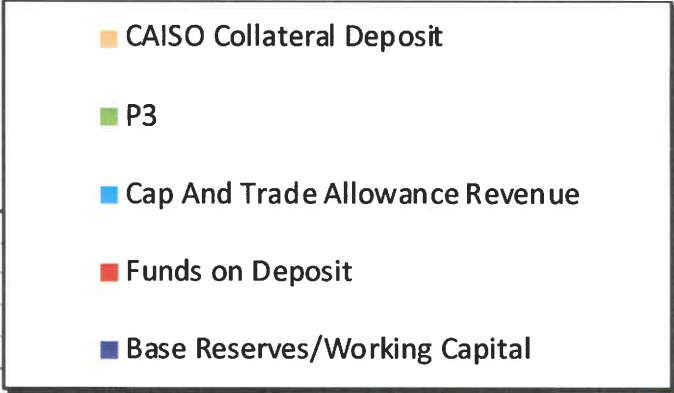 CAISO Collateral Deposit
P3
Cap And Trade Allowance Revenue
Funds on Deposit
Base Reserves/Working Capital